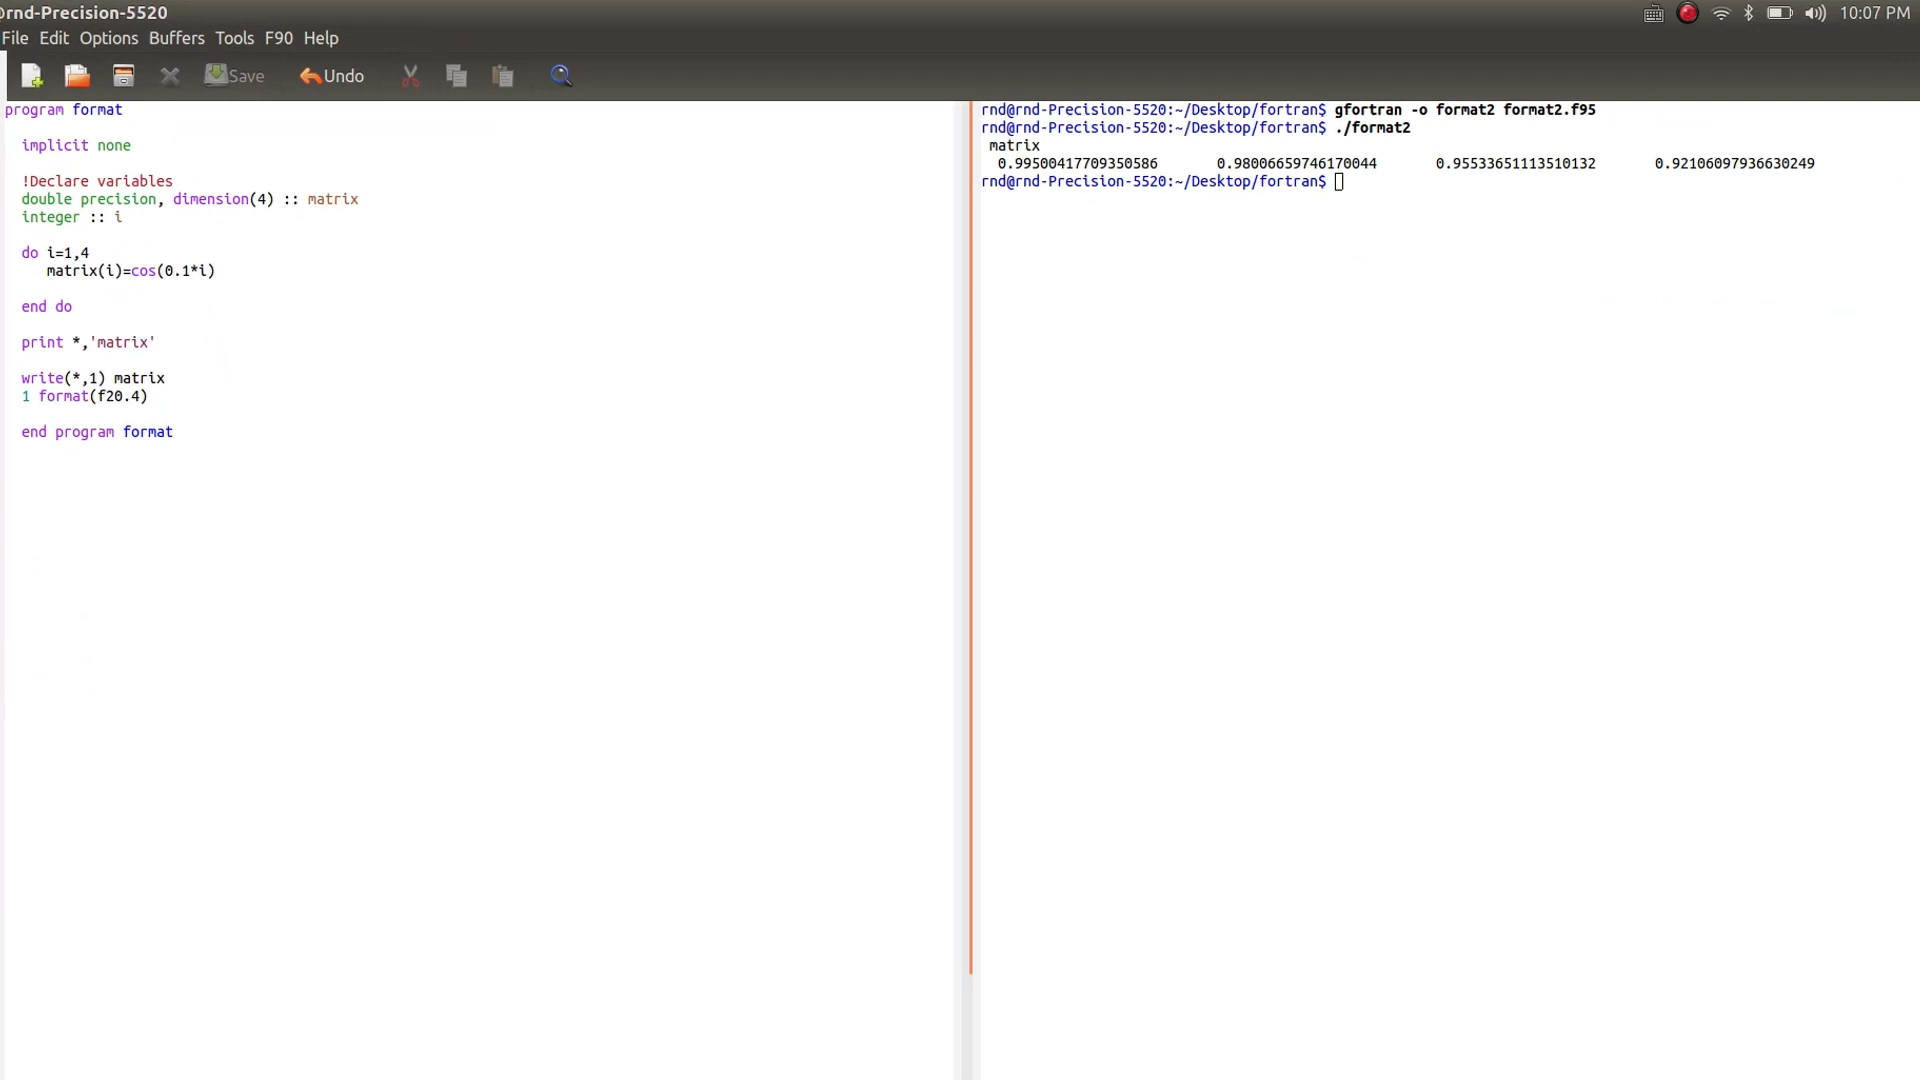 @rnd-Precision-5520
10:07 PM
File Edit Options Buffers Tools F90 Help
Save Undo
program format
implicit none
!Declare variables
double precision, dimension(4) :: matrix
integer :: i
do i=1,4
matrix(i)=cos(0.1*i)
end do
print *,'matrix'
write(*,1) matrix
1 format(f20.4)
end program format
rnd@rnd-Precision-5520:~/Desktop/fortran$ gfortran -o format2 format2.f95
rnd@rnd-Precision-5520:~/Desktop/fortran$ ./format2
matrix
0.99500417709350586 0.98006659746170044 0.95533651113510132 0.92106097936630249
rnd@rnd-Precision-5520:~/Desktop/fortran$